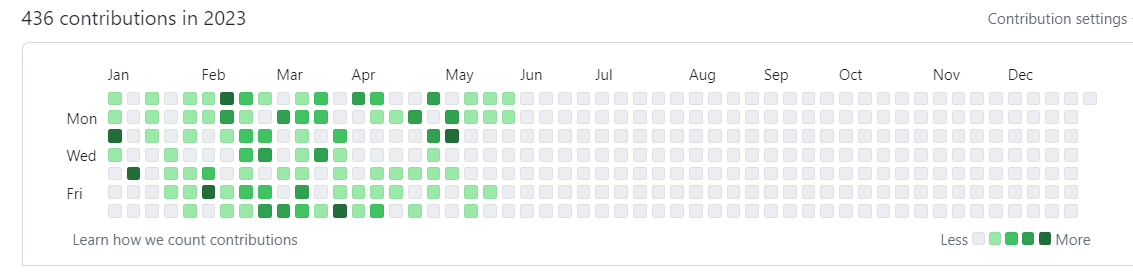 436 contributions in 2023
Contribution settings
Jan Feb Mar Apr May Jun Jul Aug Sep Oct Nov Dec
Mon
Wed
Fri
Learn how we count contributions
Less More